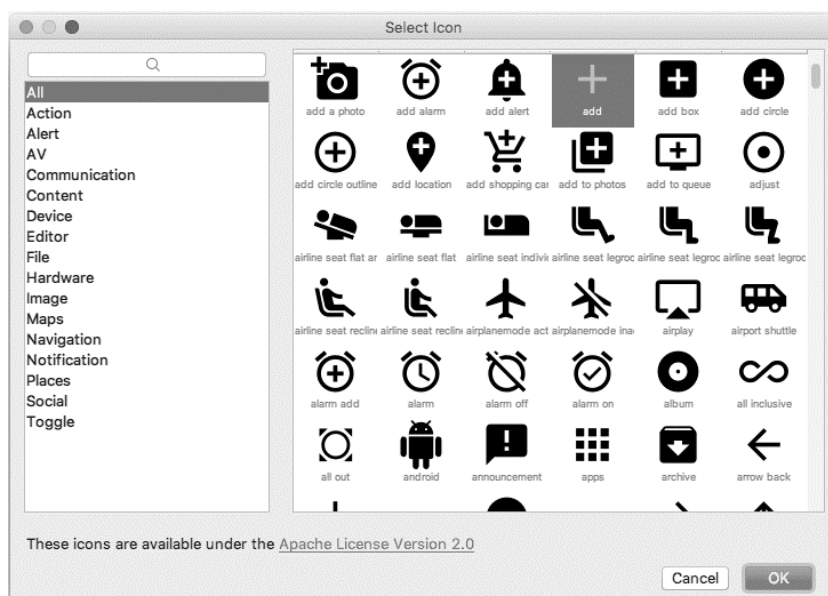 Select Icon
All
Action
Alert
AV
Communication
Content
Device
Editor
File
Hardware
Image
Maps
Navigation
Notification
Places
Social
Toggle
add a photo add alarm add alert add add box add circle
add circle outline add location add shopping car add to photos add to queue adjust
airline seat flat an airline seat flat airline seat individ airline seat legroc airline seat legroc airline seat legroc
airline seat reclin airline seat reclin airplanemode act airplanemode ina airplay airport shuttle
alarm add alarm alarm off alarm on album all inclusive
all out android announcement apps archive arrow back
These icons are available under the Apache License Version 2.0
Cancel OK